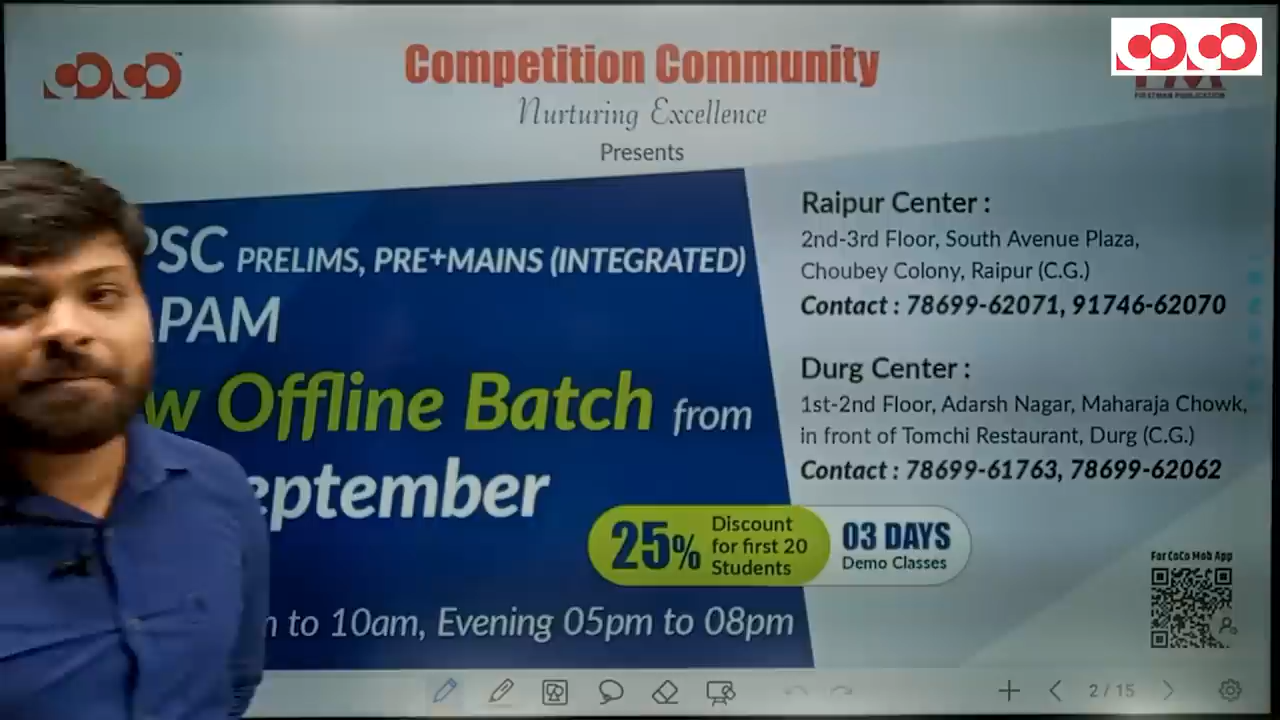 Competition Community
Nurturing Excellence
Presents
PSC PRELIMS, PRE+MAINS (INTEGRATED)
PAM
w Offline Batch from
eptember
25% Discount for first 20 Students
03 DAYS
Demo Classes
to 10am, Evening 05pm to 08pm
Raipur Center :
2nd-3rd Floor, South Avenue Plaza,
Choubey Colony, Raipur (C.G.)
Contact : 78699-62071, 91746-62070
Durg Center :
1st-2nd Floor, Adarsh Nagar, Maharaja Chowk,
in front of Tomchi Restaurant, Durg (C.G.)
Contact : 78699-61763, 78699-62062
For CoCo Mob App
FIRSTMAN PUBLICATION
2 / 15